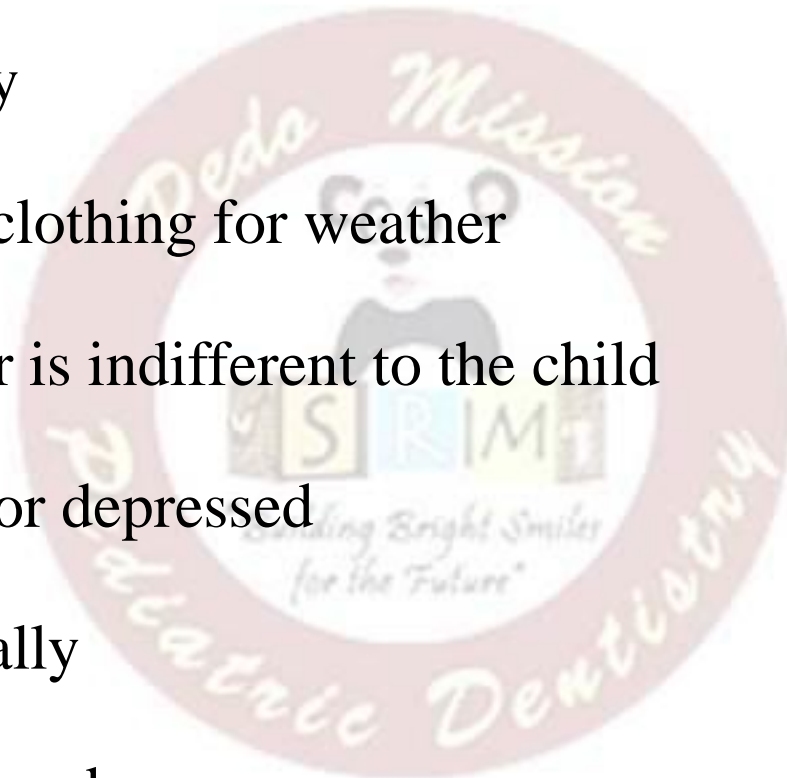 y
clothing for weather
r is indifferent to the child
or depressed
ally
Pedo Mission
SRIM
"Building Bright Smiles
for the Future"
Pediatric Dentistry